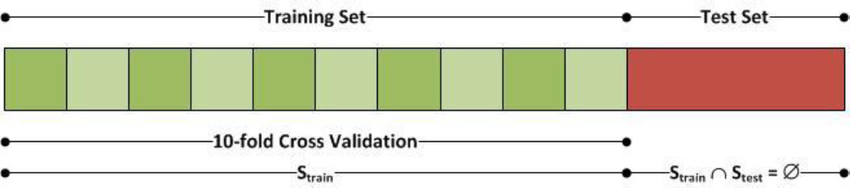 Training Set Test Set
10-fold Cross Validation
Strain Strain ∩ Stest = ∅